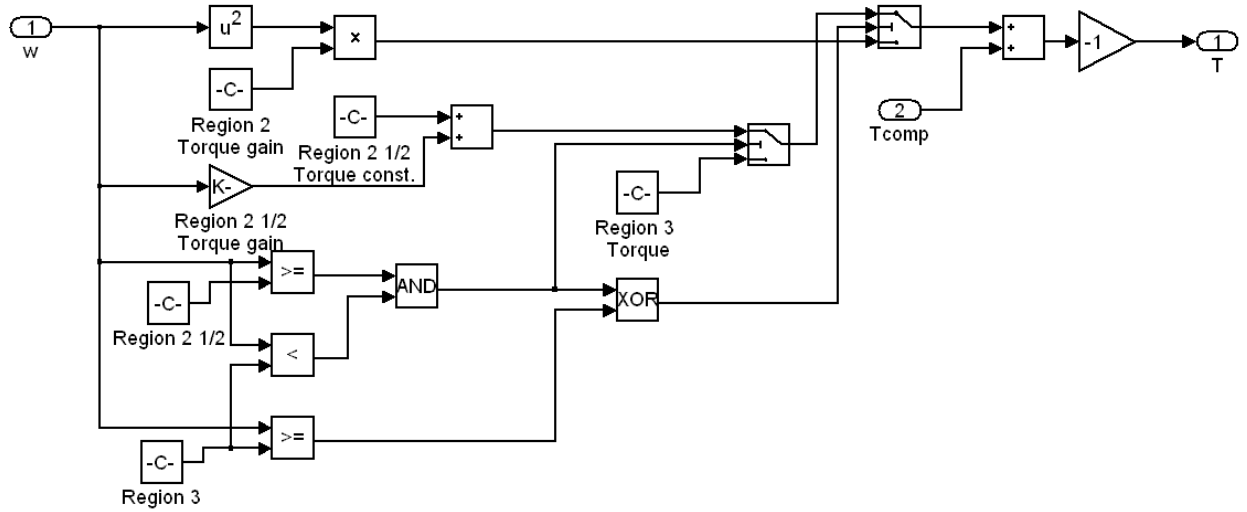 1
w
u²
×
-C-
Region 2
Torque gain
-C-
Region 2 1/2
Torque const.
+
+
K-
Region 2 1/2
Torque gain
-C-
Region 3
Torque
2
Tcomp
+
+
-1
1
T
>=
-C-
Region 2 1/2
AND
XOR
<
>=
-C-
Region 3